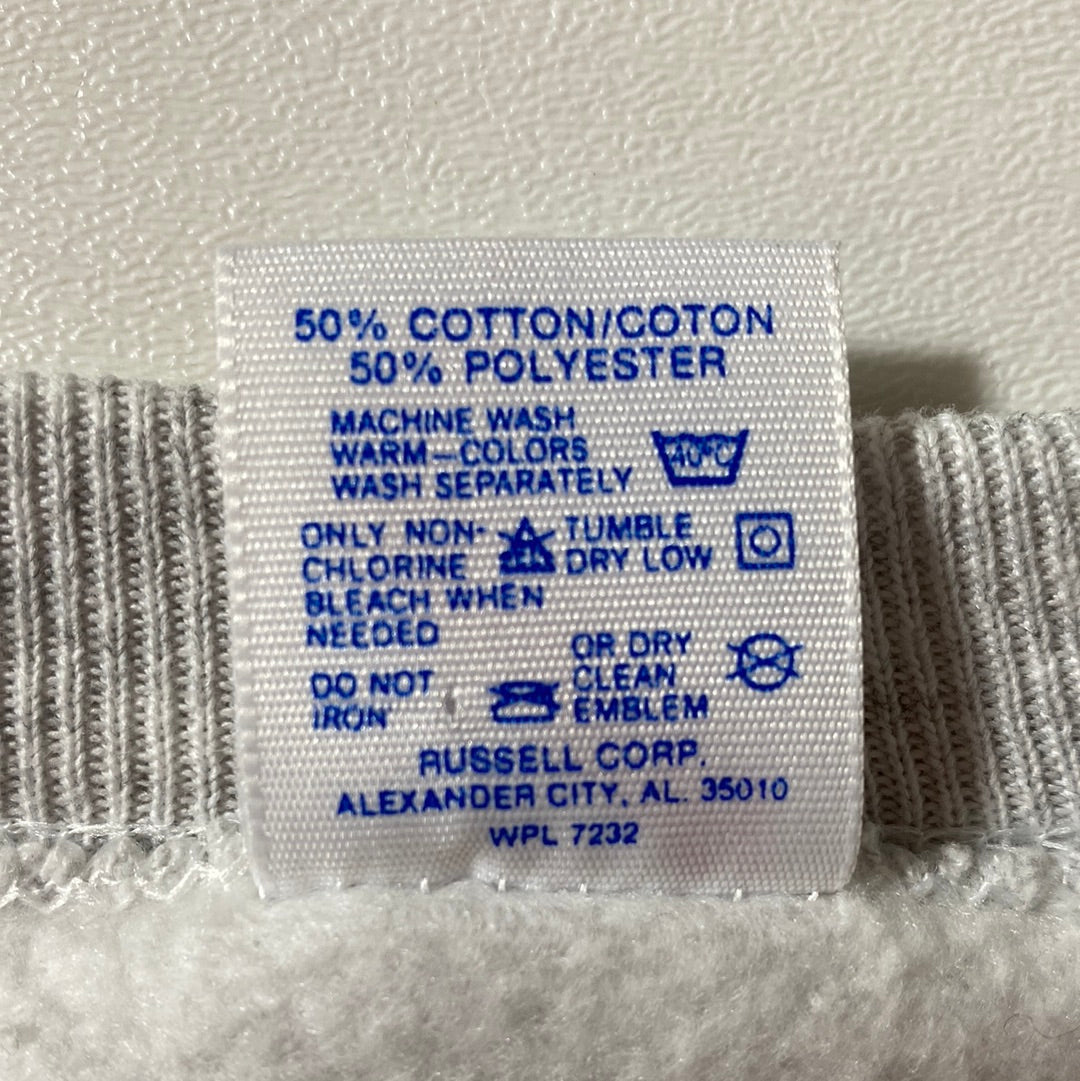 50% COTTON/COTON
50% POLYESTER
MACHINE WASH
WARM-COLORS
WASH SEPARATELY
40°C
ONLY NON-
CHLORINE
BLEACH WHEN
NEEDED
TUMBLE
DRY LOW
DO NOT
IRON
OR DRY
CLEAN
EMBLEM
RUSSELL CORP.
ALEXANDER CITY, AL. 35010
WPL 7232